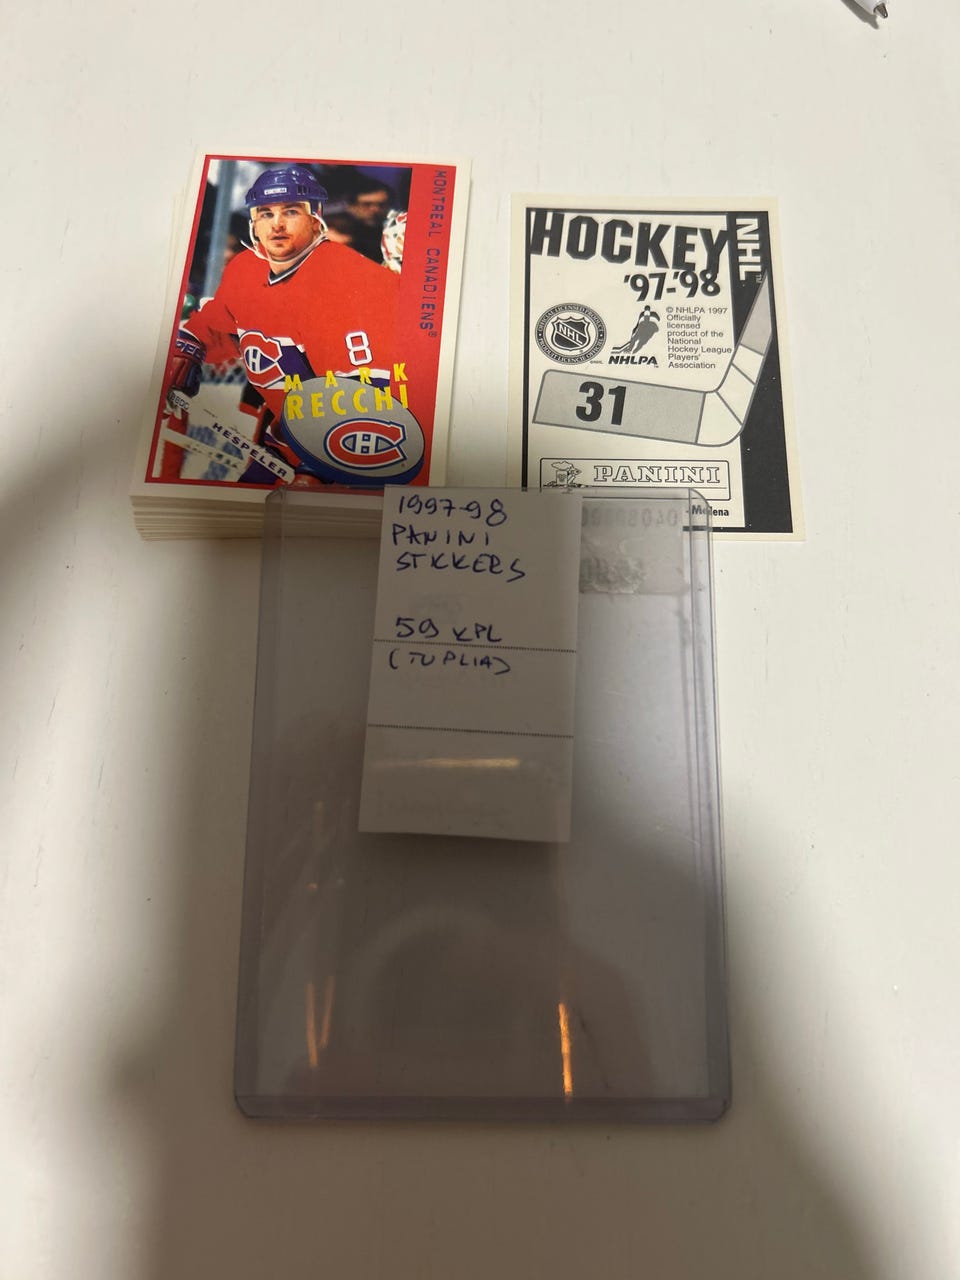 MONTREAL CANADIENS®
8
MARK
RECCHI
HESPELER
HOCKEY
NHL
'97-'98
© NHLPA 1997
Officially
licensed
product of the
National
Hockey League
Players'
Association
NHL
NHLPA
31
PANINI
1997-98
PANINI
STICKERS
59 KPL
(TUPLIA)